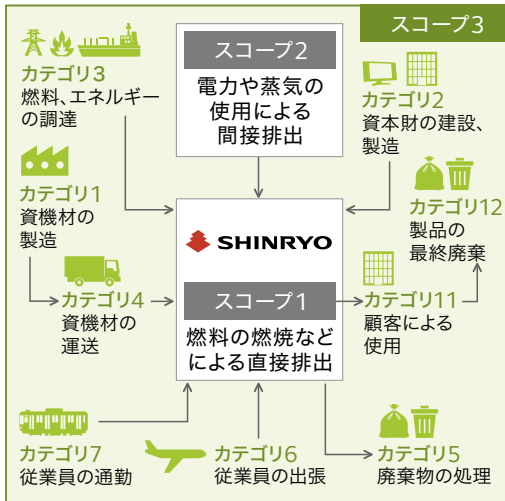 スコープ3
カテゴリ3
燃料、エネルギー
の調達
スコープ2
電力や蒸気の
使用による
間接排出
カテゴリ2
資本財の建設、
製造
カテゴリ1
資機材の
製造
カテゴリ12
製品の
最終廃棄
SHINRYO
スコープ1
燃料の燃焼など
による直接排出
カテゴリ4
資機材の
運送
カテゴリ11
顧客による
使用
カテゴリ7
従業員の通勤
カテゴリ6
従業員の出張
カテゴリ5
廃棄物の処理